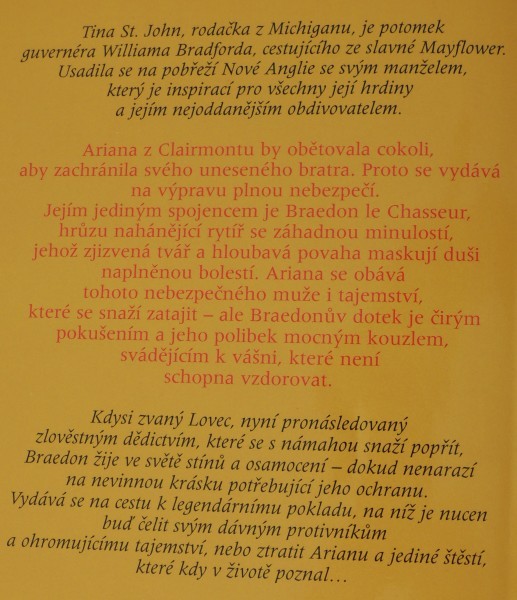 Tina St. John, rodačka z Michiganu, je potomek
guvernéra Williama Bradforda, cestujícího ze slavné Mayflower.
Usadila se na pobřeží Nové Anglie se svým manželem,
který je inspirací pro všechny její hrdiny
a jejím nejoddanějším obdivovatelem.
Ariana z Clairmontu by obětovala cokoli,
aby zachránila svého uneseného bratra. Proto se vydává
na výpravu plnou nebezpečí.
Jejím jediným spojencem je Braedon le Chasseur,
hrůzu nahánějící rytíř se záhadnou minulostí,
jehož zjizvená tvář a hloubavá povaha maskují duši
naplněnou bolestí. Ariana se obává
tohoto nebezpečného muže i tajemství,
které se snaží zatajit – ale Braedonův dotek je čirým
pokušením a jeho polibek mocným kouzlem,
svádějícím k vášni, které není
schopna vzdorovat.
Kdysi zvaný Lovec, nyní pronásledovaný
zlověstným dědictvím, které se s námahou snaží popřít,
Braedon žije ve světě stínů a osamocení – dokud nenarazí
na nevinnou krásku potřebující jeho ochranu.
Vydává se na cestu k legendárnímu pokladu, na níž je nucen
buď čelit svým dávným protivníkům
a ohromujícímu tajemství, nebo ztratit Arianu a jediné štěstí,
které kdy v životě poznal...